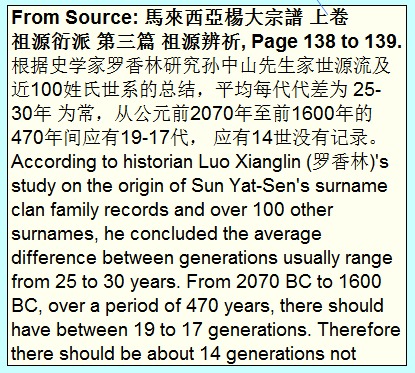 From Source: 馬來西亞楊大宗譜 上卷
祖源衍派 第三篇 祖源辨祈, Page 138 to 139.
根据史学家罗香林研究孙中山先生家世源流及
近100姓氏世系的总结，平均每代代差为 25-
30年 为常，从公元前2070年至前1600年的
470年间应有19-17代， 应有14世没有记录。
According to historian Luo Xianglin (罗香林)'s
study on the origin of Sun Yat-Sen's surname
clan family records and over 100 other
surnames, he concluded the average
difference between generations usually range
from 25 to 30 years. From 2070 BC to 1600
BC, over a period of 470 years, there should
have between 19 to 17 generations. Therefore
there should be about 14 generations not